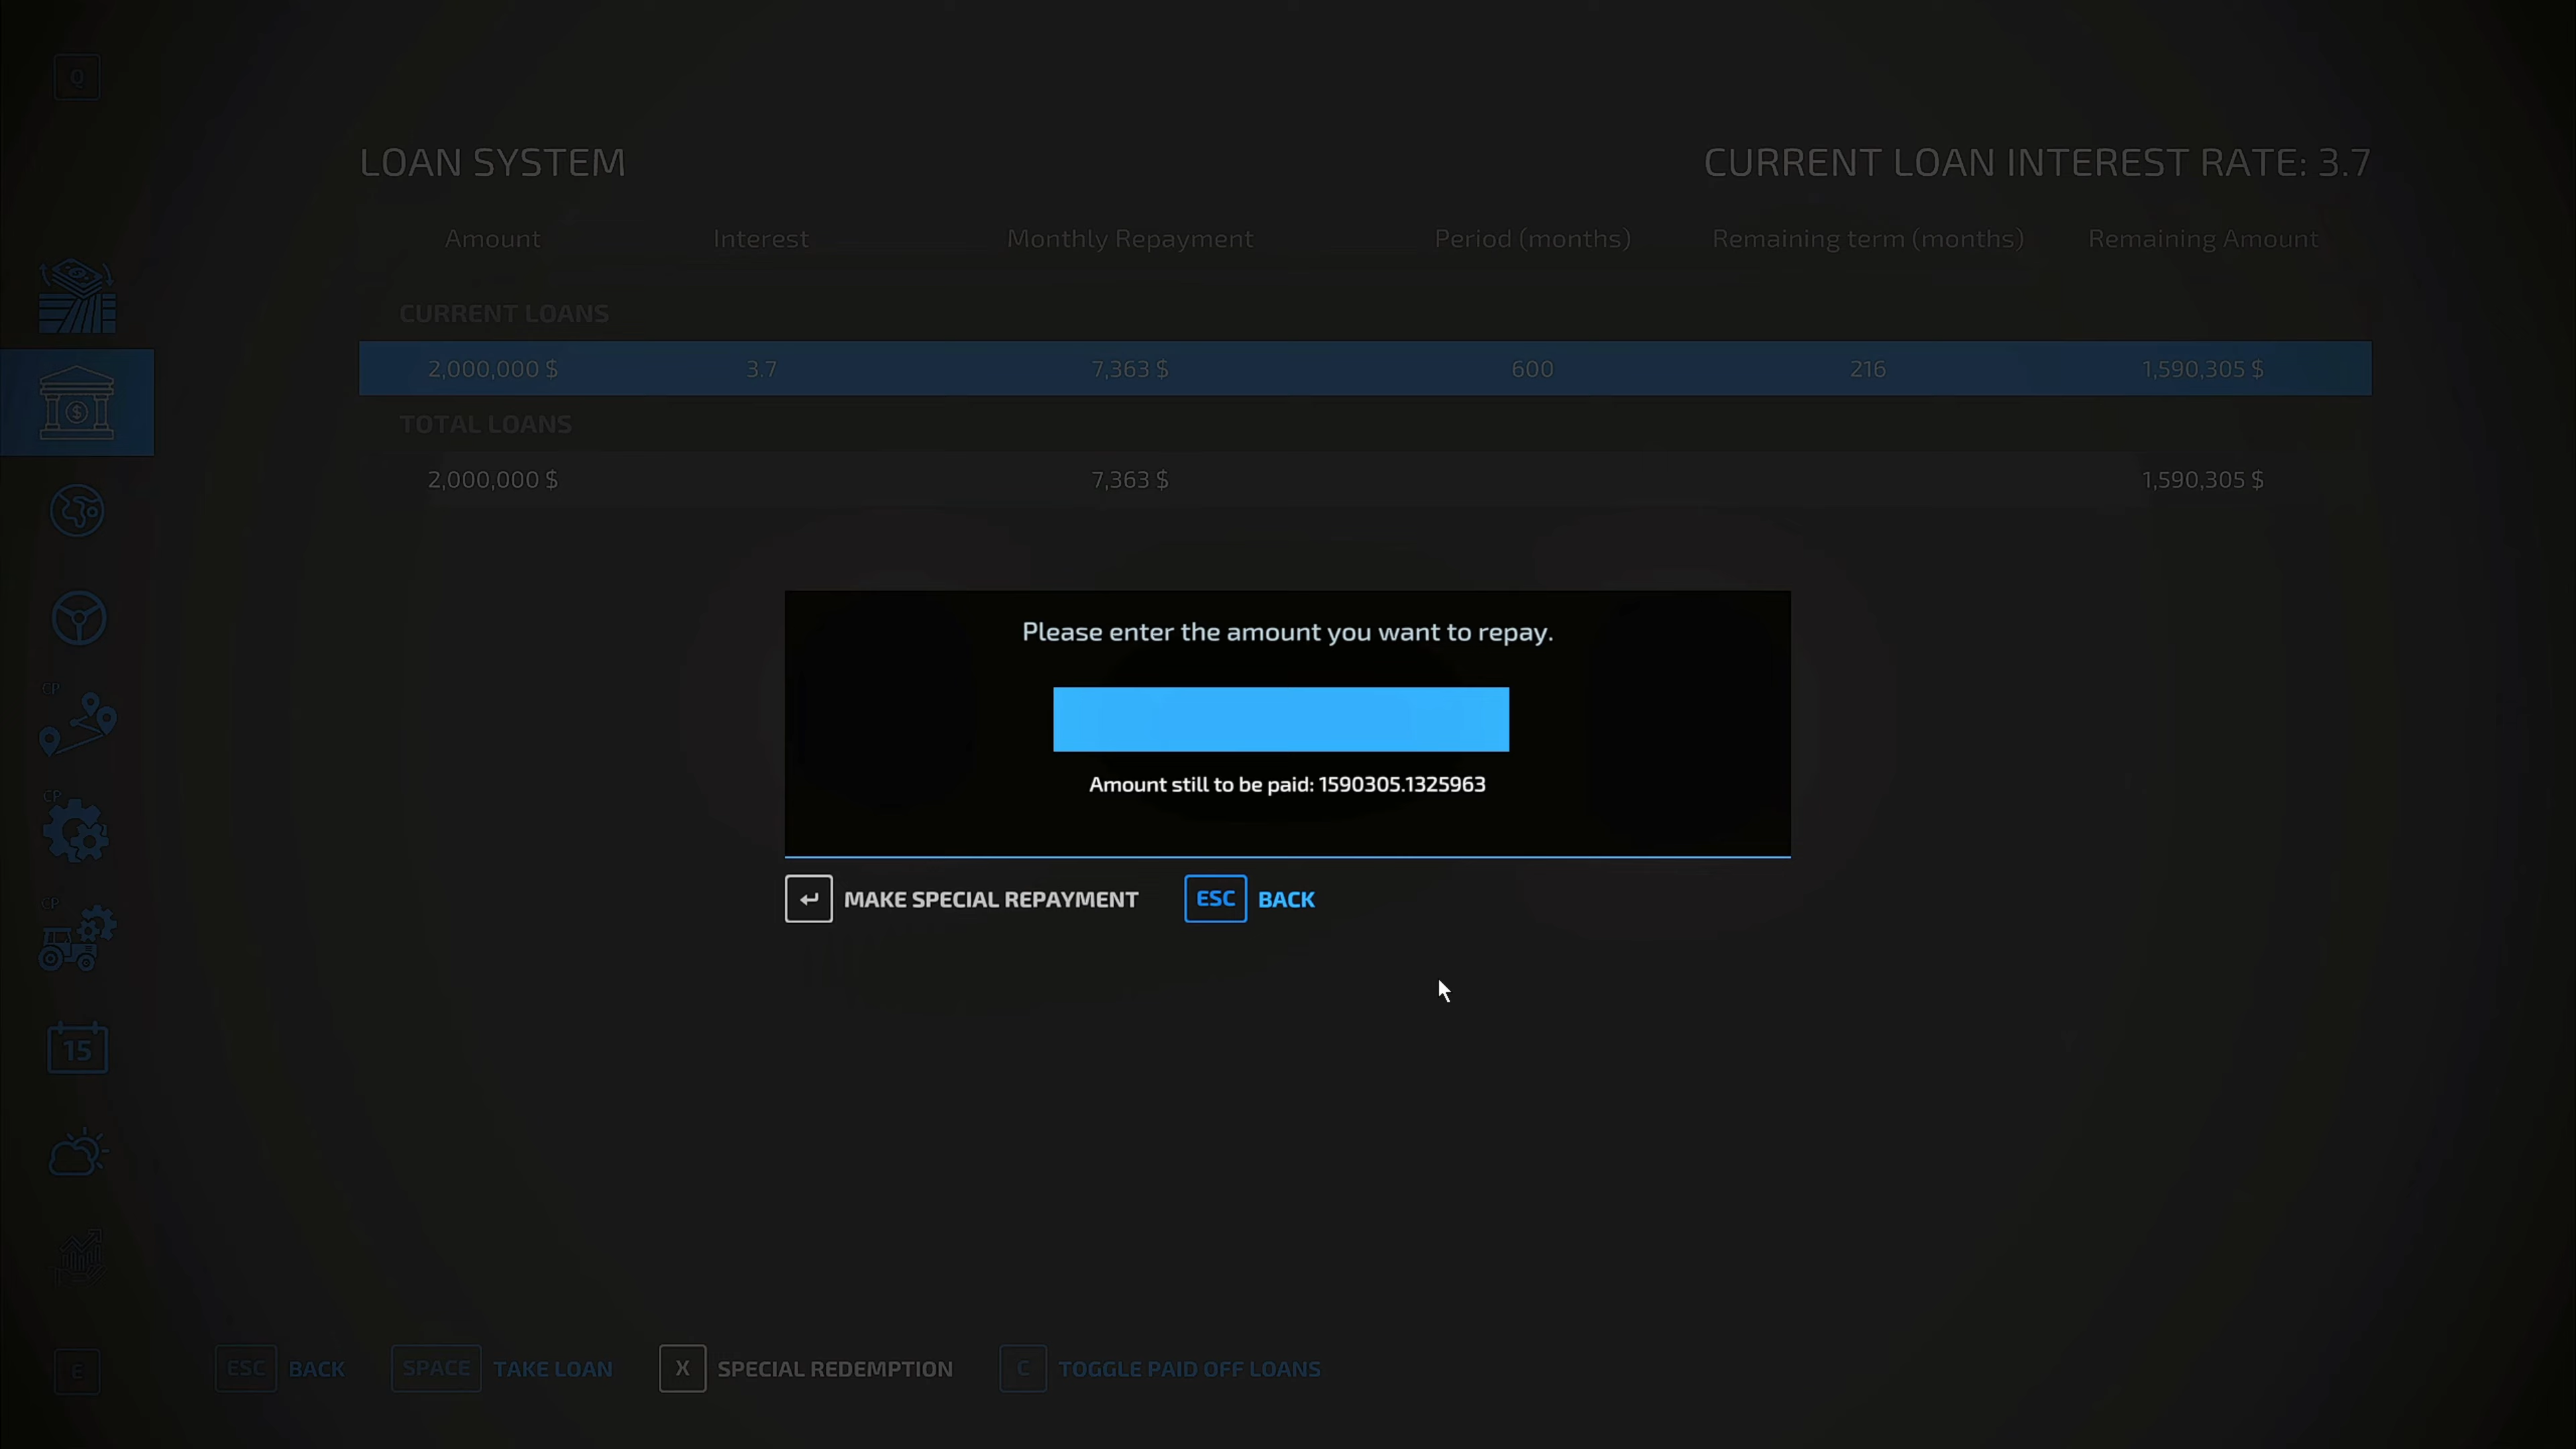 Q
LOAN SYSTEM
CURRENT LOAN INTEREST RATE: 3.7
Amount Interest Monthly Repayment Period (months) Remaining term (months) Remaining Amount
CURRENT LOANS
2,000,000 $ 3.7 7,363 $ 600 216 1,590,305 $
TOTAL LOANS
2,000,000 $ 7,363 $ 1,590,305 $
Please enter the amount you want to repay.
Amount still to be paid: 1590305.1325963
MAKE SPECIAL REPAYMENT ESC BACK
CP
CP
CP
15
E
ESC BACK SPACE TAKE LOAN X SPECIAL REDEMPTION C TOGGLE PAID OFF LOANS